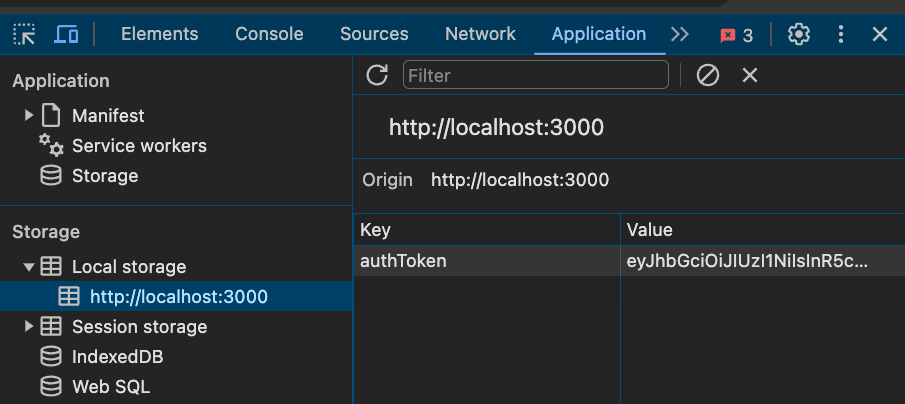 Elements Console Sources Network Application 3
Application
Manifest
Service workers
Storage
Storage
Local storage
http://localhost:3000
Session storage
IndexedDB
Web SQL
Filter
http://localhost:3000
Origin http://localhost:3000
Key Value
authToken eyJhbGciOiJIUzI1NiIsInR5c...